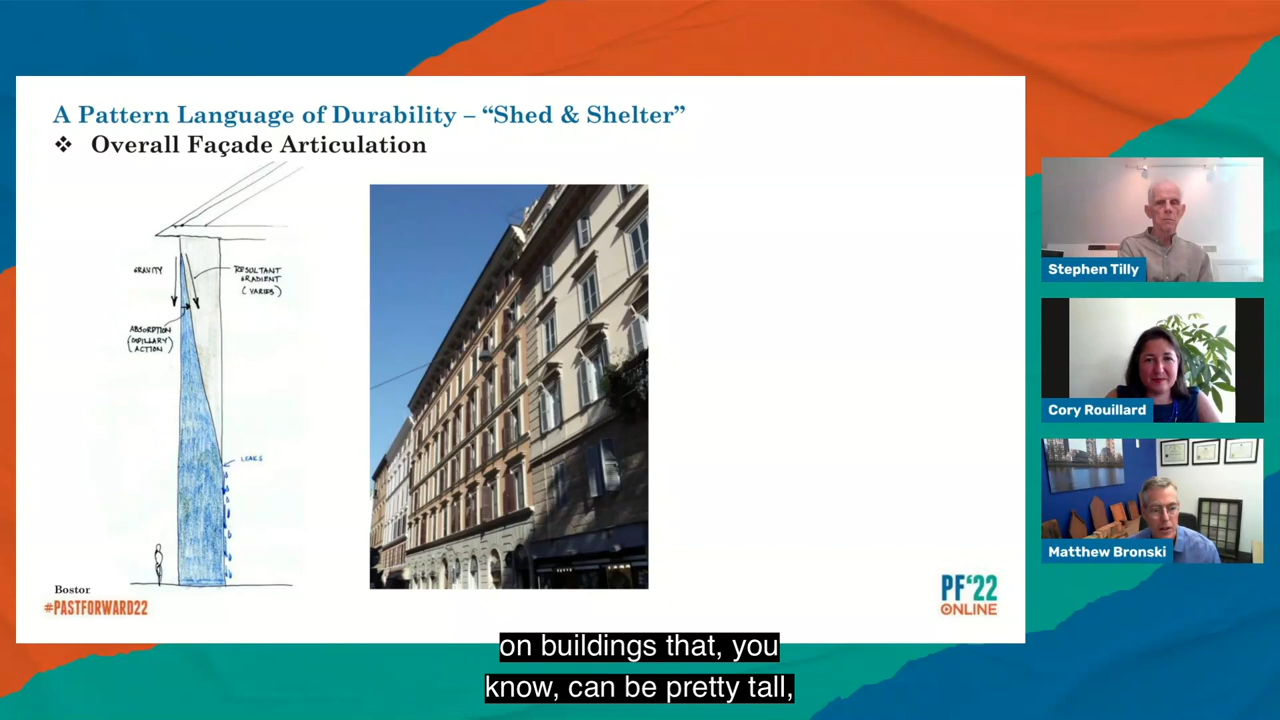 A Pattern Language of Durability – “Shed & Shelter”
❖ Overall Façade Articulation
GRAVITY
RESULTANT
GRADIENT
(VARIES)
ABSORPTION
(CAPILLARY)
ACTION
LEAKS
Bostor
#PASTFORWARD22
PF‘22
ONLINE
Stephen Tilly
Cory Rouillard
Matthew Bronski
on buildings that, you
know, can be pretty tall,